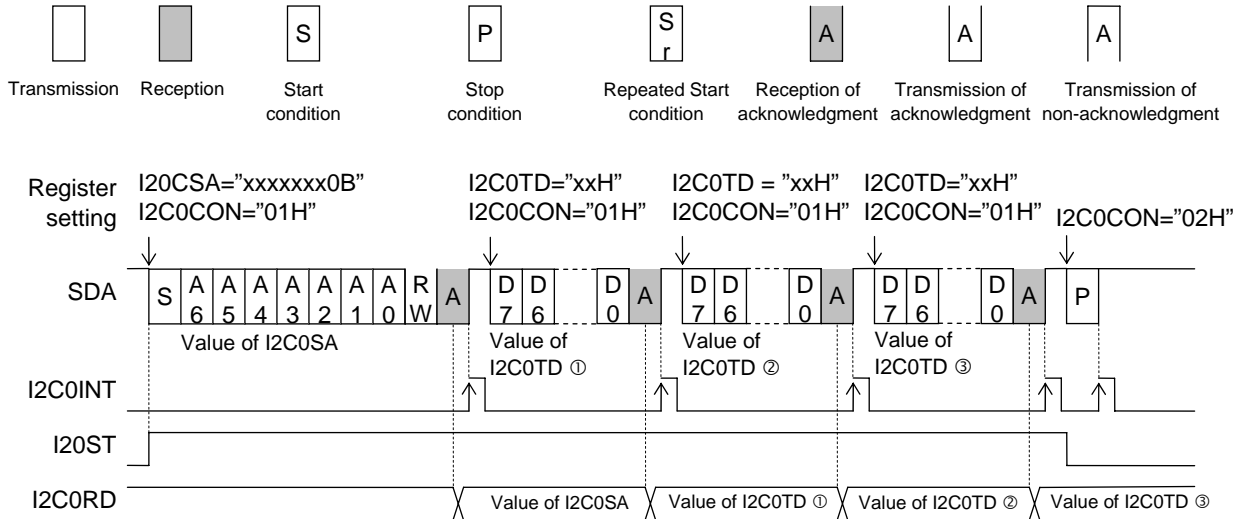 S
P
S
r
A
A
A
Transmission
Reception
Start
condition
Stop
condition
Repeated Start
condition
Reception of
acknowledgment
Transmission of
acknowledgment
Transmission of
non-acknowledgment
Register
setting
I20CSA="xxxxxxx0B"
I2C0CON="01H"
I2C0TD="xxH"
I2C0CON="01H"
I2C0TD = "xxH"
I2C0CON="01H"
I2C0TD="xxH"
I2C0CON="01H"
I2C0CON="02H"
SDA
S
A
6
A
5
A
4
A
3
A
2
A
1
A
0
R
W
A
D
7
D
6
D
0
A
D
7
D
6
D
0
A
D
7
D
6
D
0
A
P
Value of I2C0SA
Value of
I2C0TD ①
Value of
I2C0TD ②
Value of
I2C0TD ③
I2C0INT
I20ST
I2C0RD
Value of I2C0SA
Value of I2C0TD ①
Value of I2C0TD ②
Value of I2C0TD ③